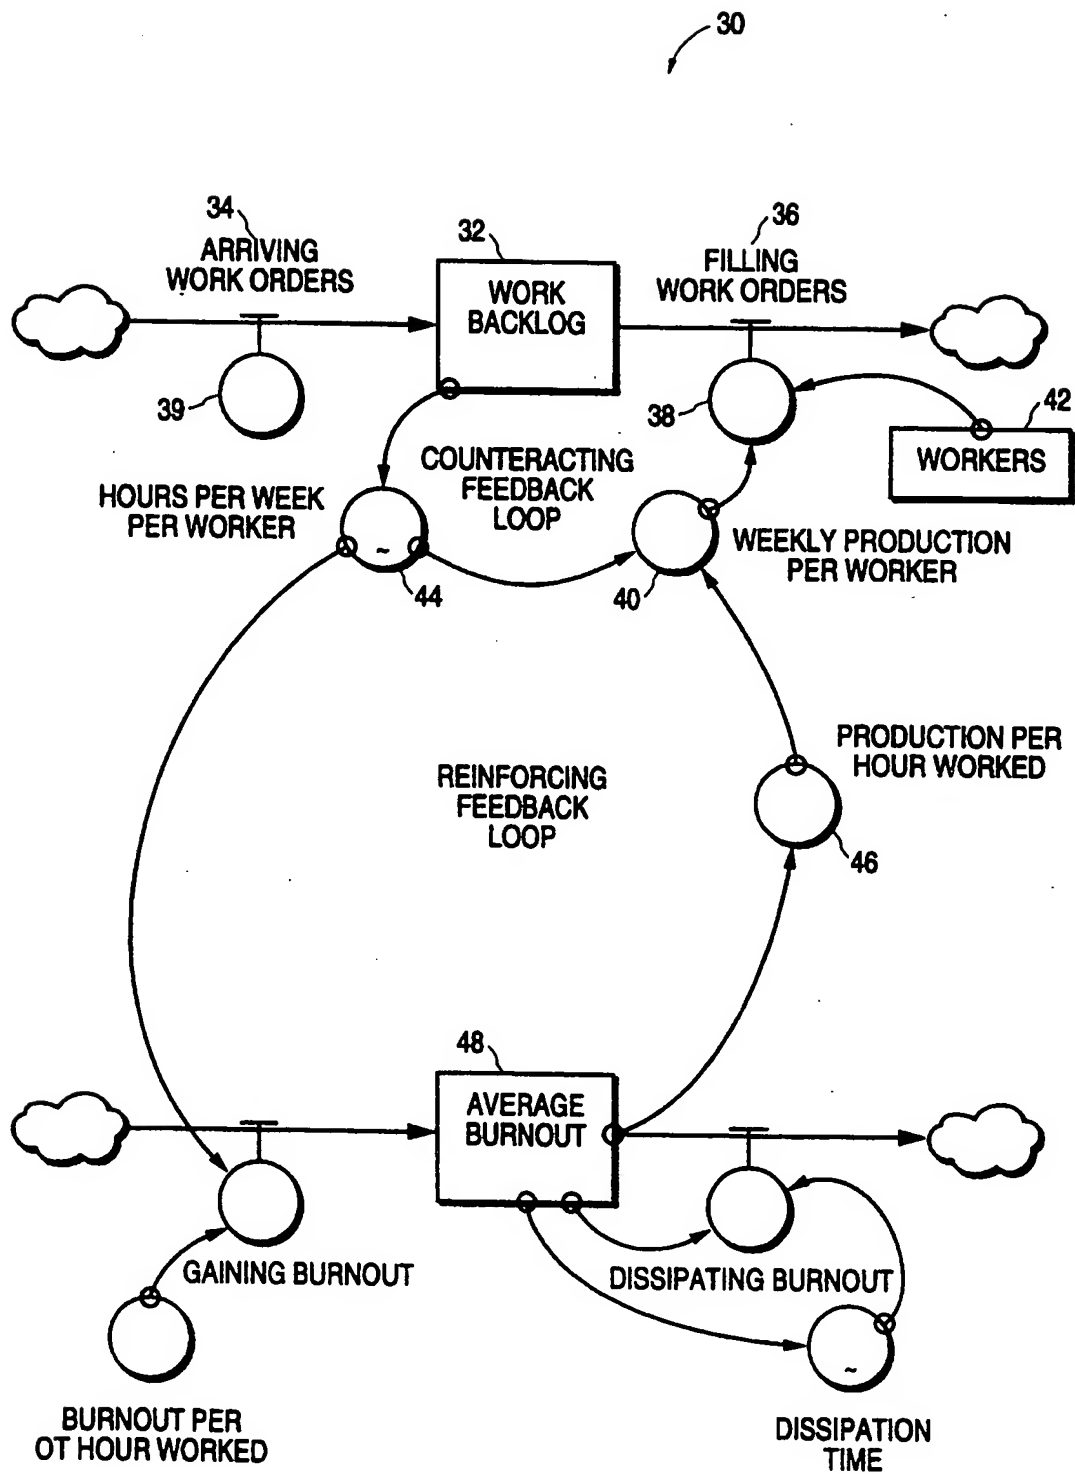 30
34
ARRIVING
WORK ORDERS
32
WORK
BACKLOG
36
FILLING
WORK ORDERS
39
38
42
WORKERS
COUNTERACTING
FEEDBACK
LOOP
HOURS PER WEEK
PER WORKER
~
44
40
WEEKLY PRODUCTION
PER WORKER
PRODUCTION PER
HOUR WORKED
REINFORCING
FEEDBACK
LOOP
46
48
AVERAGE
BURNOUT
GAINING BURNOUT
DISSIPATING BURNOUT
~
BURNOUT PER
OT HOUR WORKED
DISSIPATION
TIME